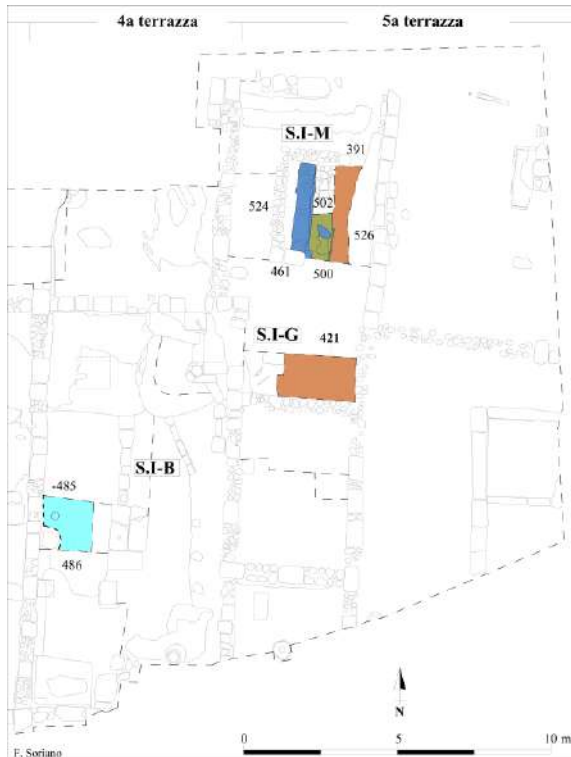 4a terrazza
5a terrazza
S.I-M
391
524
502
526
461
500
S.I-G
421
S.I-B
-485
486
N
0
5
10 m
F. Soriano